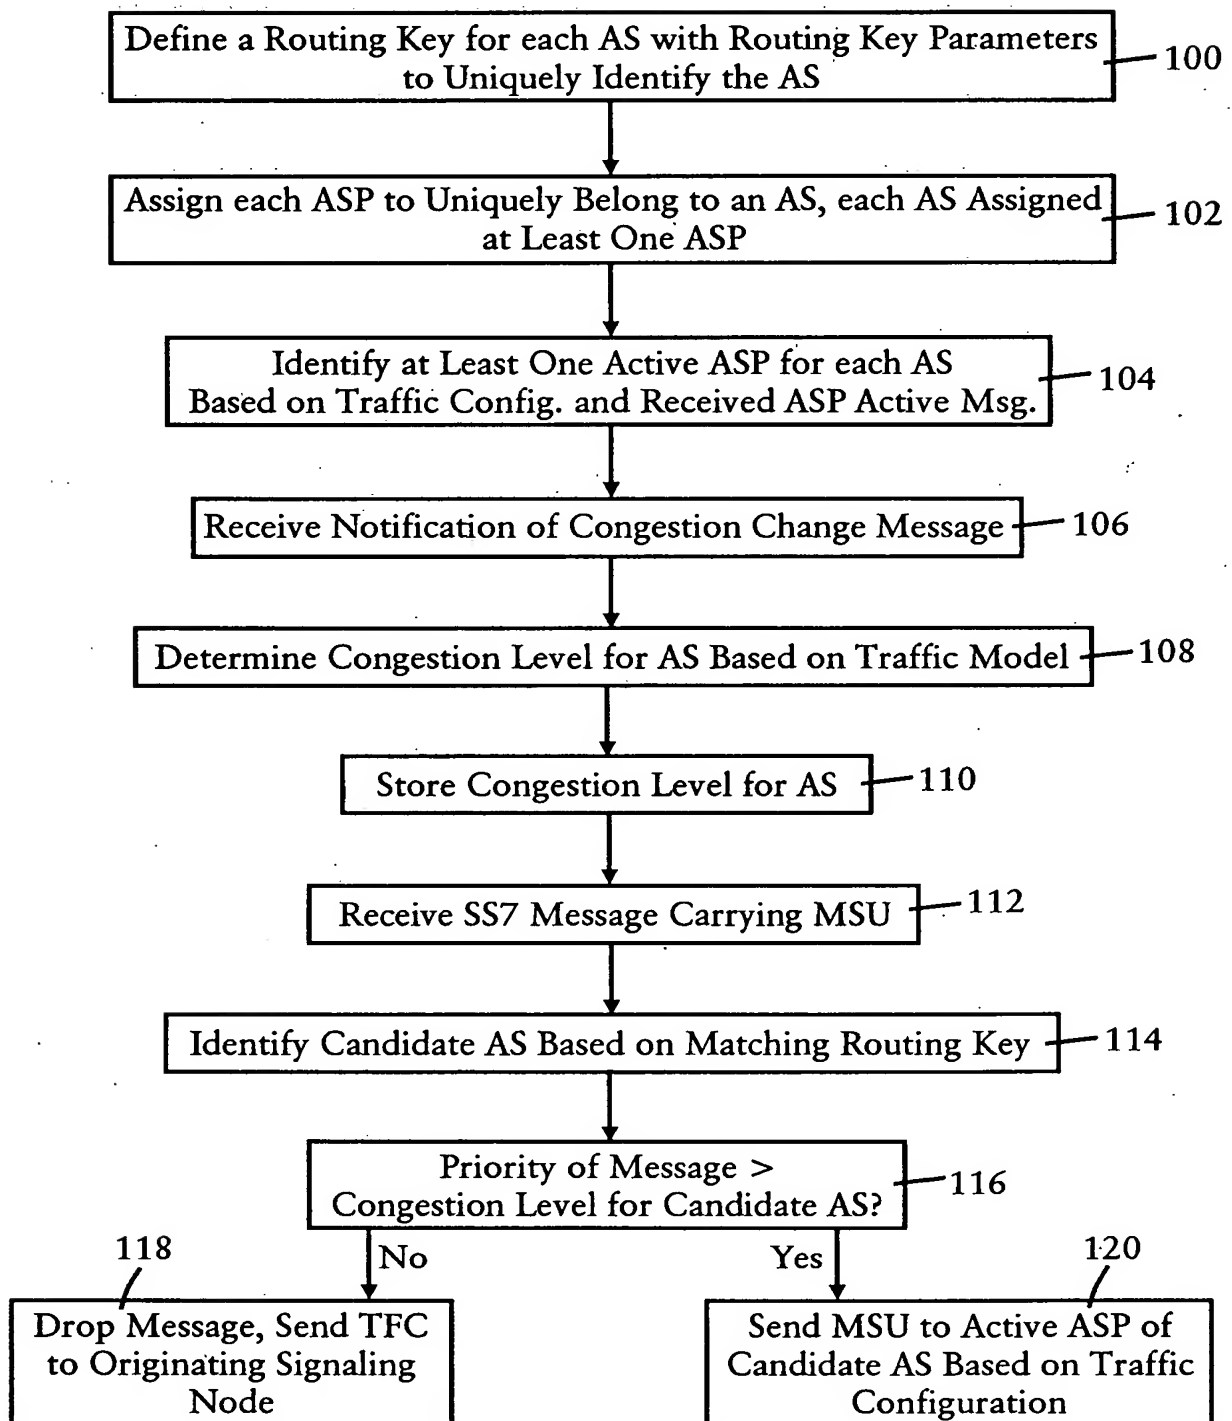 Define a Routing Key for each AS with Routing Key Parameters
to Uniquely Identify the AS
100
Assign each ASP to Uniquely Belong to an AS, each AS Assigned
at Least One ASP
102
Identify at Least One Active ASP for each AS
Based on Traffic Config. and Received ASP Active Msg.
104
Receive Notification of Congestion Change Message
106
Determine Congestion Level for AS Based on Traffic Model
108
Store Congestion Level for AS
110
Receive SS7 Message Carrying MSU
112
Identify Candidate AS Based on Matching Routing Key
114
Priority of Message >
Congestion Level for Candidate AS?
116
No
Yes
118
Drop Message, Send TFC
to Originating Signaling
Node
120
Send MSU to Active ASP of
Candidate AS Based on Traffic
Configuration